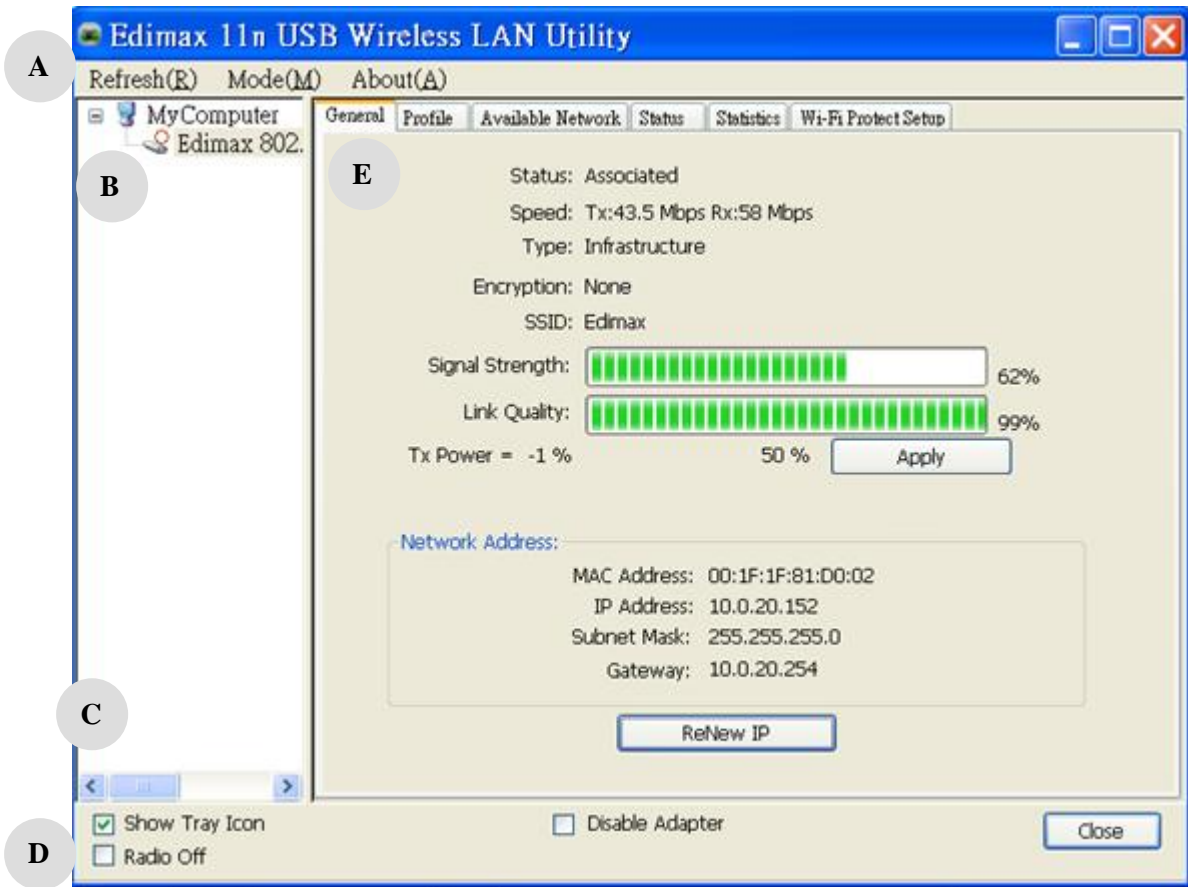 Edimax 11n USB Wireless LAN Utility
A
Refresh(R) Mode(M) About(A)
MyComputer
Edimax 802.
B
General Profile Available Network Status Statistics Wi-Fi Protect Setup
E
Status: Associated
Speed: Tx:43.5 Mbps Rx:58 Mbps
Type: Infrastructure
Encryption: None
SSID: Edimax
Signal Strength: 62%
Link Quality: 99%
Tx Power = -1 % 50 % Apply
Network Address:
MAC Address: 00:1F:1F:81:D0:02
IP Address: 10.0.20.152
Subnet Mask: 255.255.255.0
Gateway: 10.0.20.254
C
ReNew IP
Show Tray Icon Disable Adapter Close
D
Radio Off